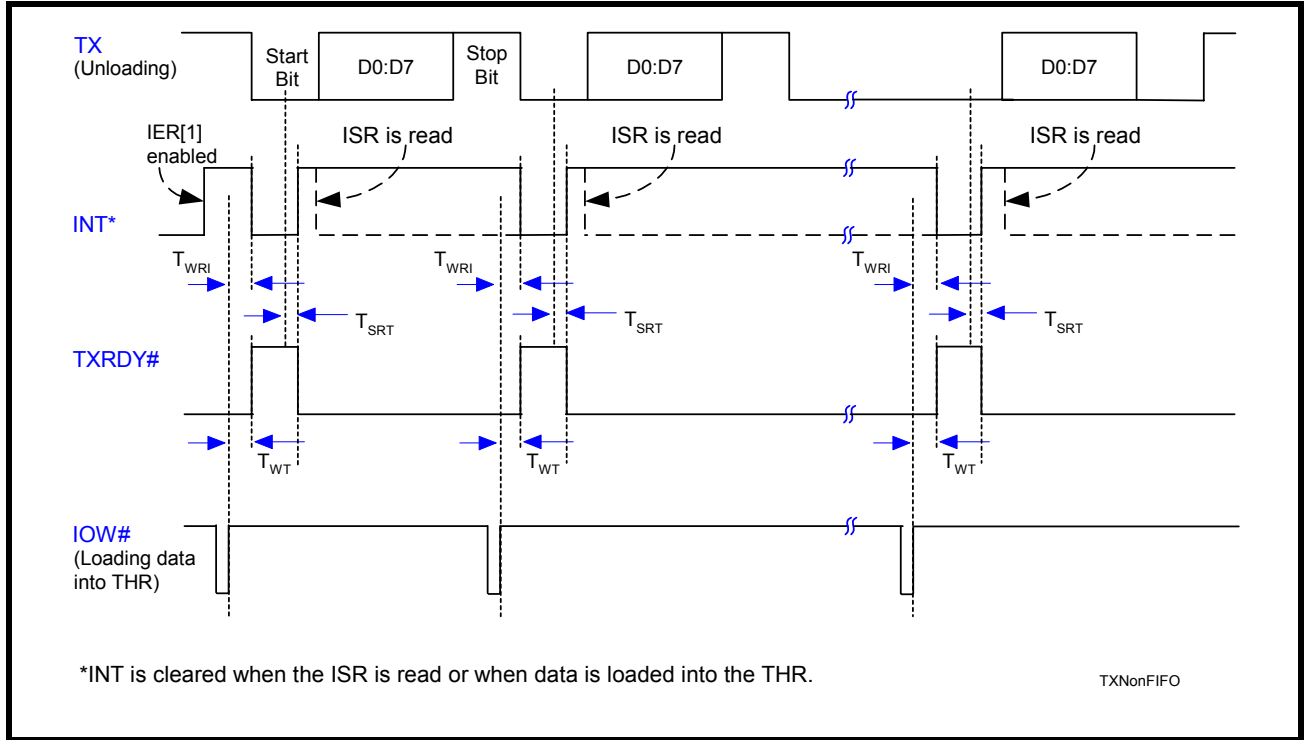 TX
(Unloading)
Start
Bit
D0:D7
Stop
Bit
D0:D7
D0:D7
IER[1]
enabled
ISR is read
ISR is read
ISR is read
INT*
TWRI
TWRI
TWRI
TSRT
TSRT
TSRT
TXRDY#
TWT
TWT
TWT
IOW#
(Loading data
into THR)
*INT is cleared when the ISR is read or when data is loaded into the THR.
TXNonFIFO